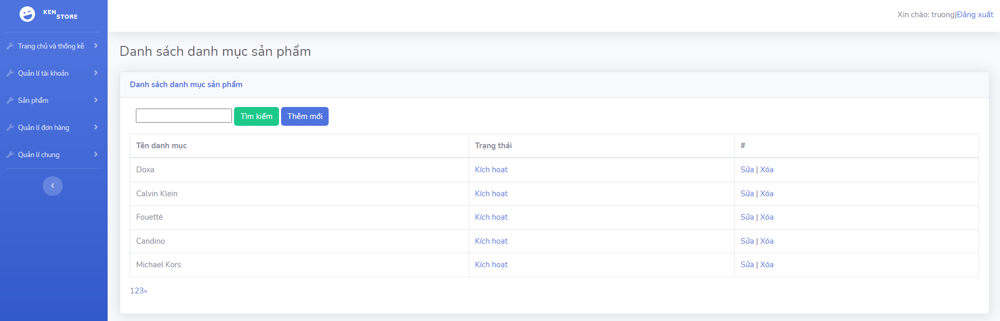 KEN STORE
Xin chào: truong|Đăng xuất
Trang chủ và thống kê
Quản lí tài khoản
Sản phẩm
Quản lí đơn hàng
Quản lí chung
Danh sách danh mục sản phẩm
Danh sách danh mục sản phẩm
Tìm kiếm Thêm mới
Tên danh mục Trạng thái #
Doxa Kích hoạt Sửa | Xóa
Calvin Klein Kích hoạt Sửa | Xóa
Fouetté Kích hoạt Sửa | Xóa
Candino Kích hoạt Sửa | Xóa
Michael Kors Kích hoạt Sửa | Xóa
123»